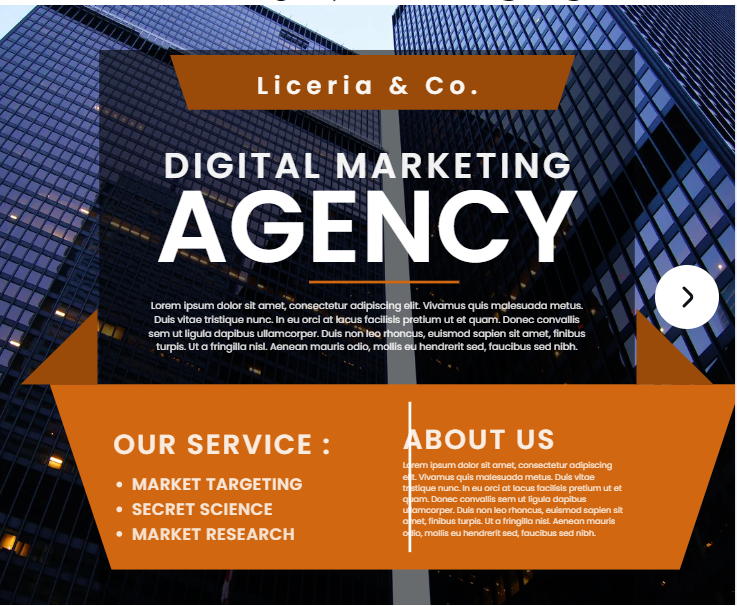 Liceria & Co.
DIGITAL MARKETING
AGENCY
Lorem ipsum dolor sit amet, consectetur adipiscing elit. Vivamus quis malesuada metus.
Duis vitae tristique nunc. In eu orci at lacus facilisis pretium ut et quam. Donec convallis
sem ut ligula dapibus ullamcorper. Duis non leo rhoncus, euismod sapien sit amet, finibus
turpis. Ut a fringilla nisl. Aenean mauris odio, mollis eu hendrerit sed, faucibus sed nibh.
OUR SERVICE :
• MARKET TARGETING
• SECRET SCIENCE
• MARKET RESEARCH
ABOUT US
Lorem ipsum dolor sit amet, consectetur adipiscing
elit. Vivamus quis malesuada metus. Duis vitae
tristique nunc. In eu orci at lacus facilisis pretium ut et
quam. Donec convallis sem ut ligula dapibus
ullamcorper. Duis non leo rhoncus, euismod sapien sit
amet, finibus turpis. Ut a fringilla nisl. Aenean mauris
odio, mollis eu hendrerit sed, faucibus sed nibh.